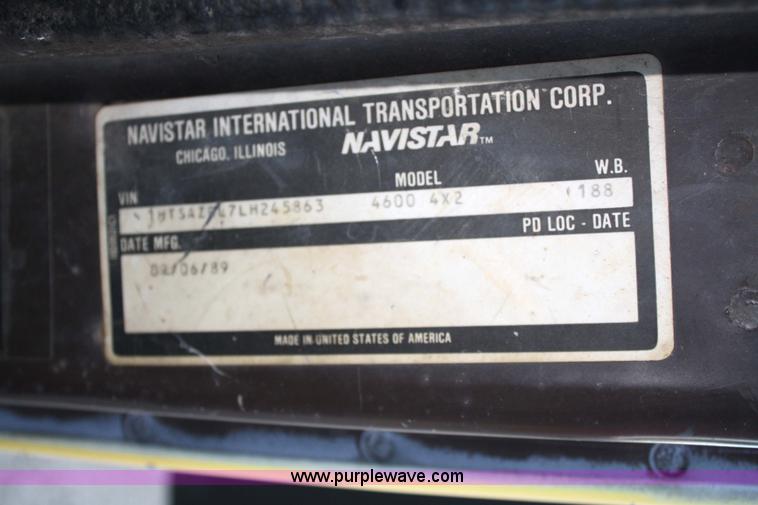 NAVISTAR INTERNATIONAL TRANSPORTATION CORP.
CHICAGO, ILLINOIS NAVISTAR™
VIN MODEL W.B.
4600 4X2 188
DATE MFG. PD LOC - DATE
MADE IN UNITED STATES OF AMERICA
www.purplewave.com